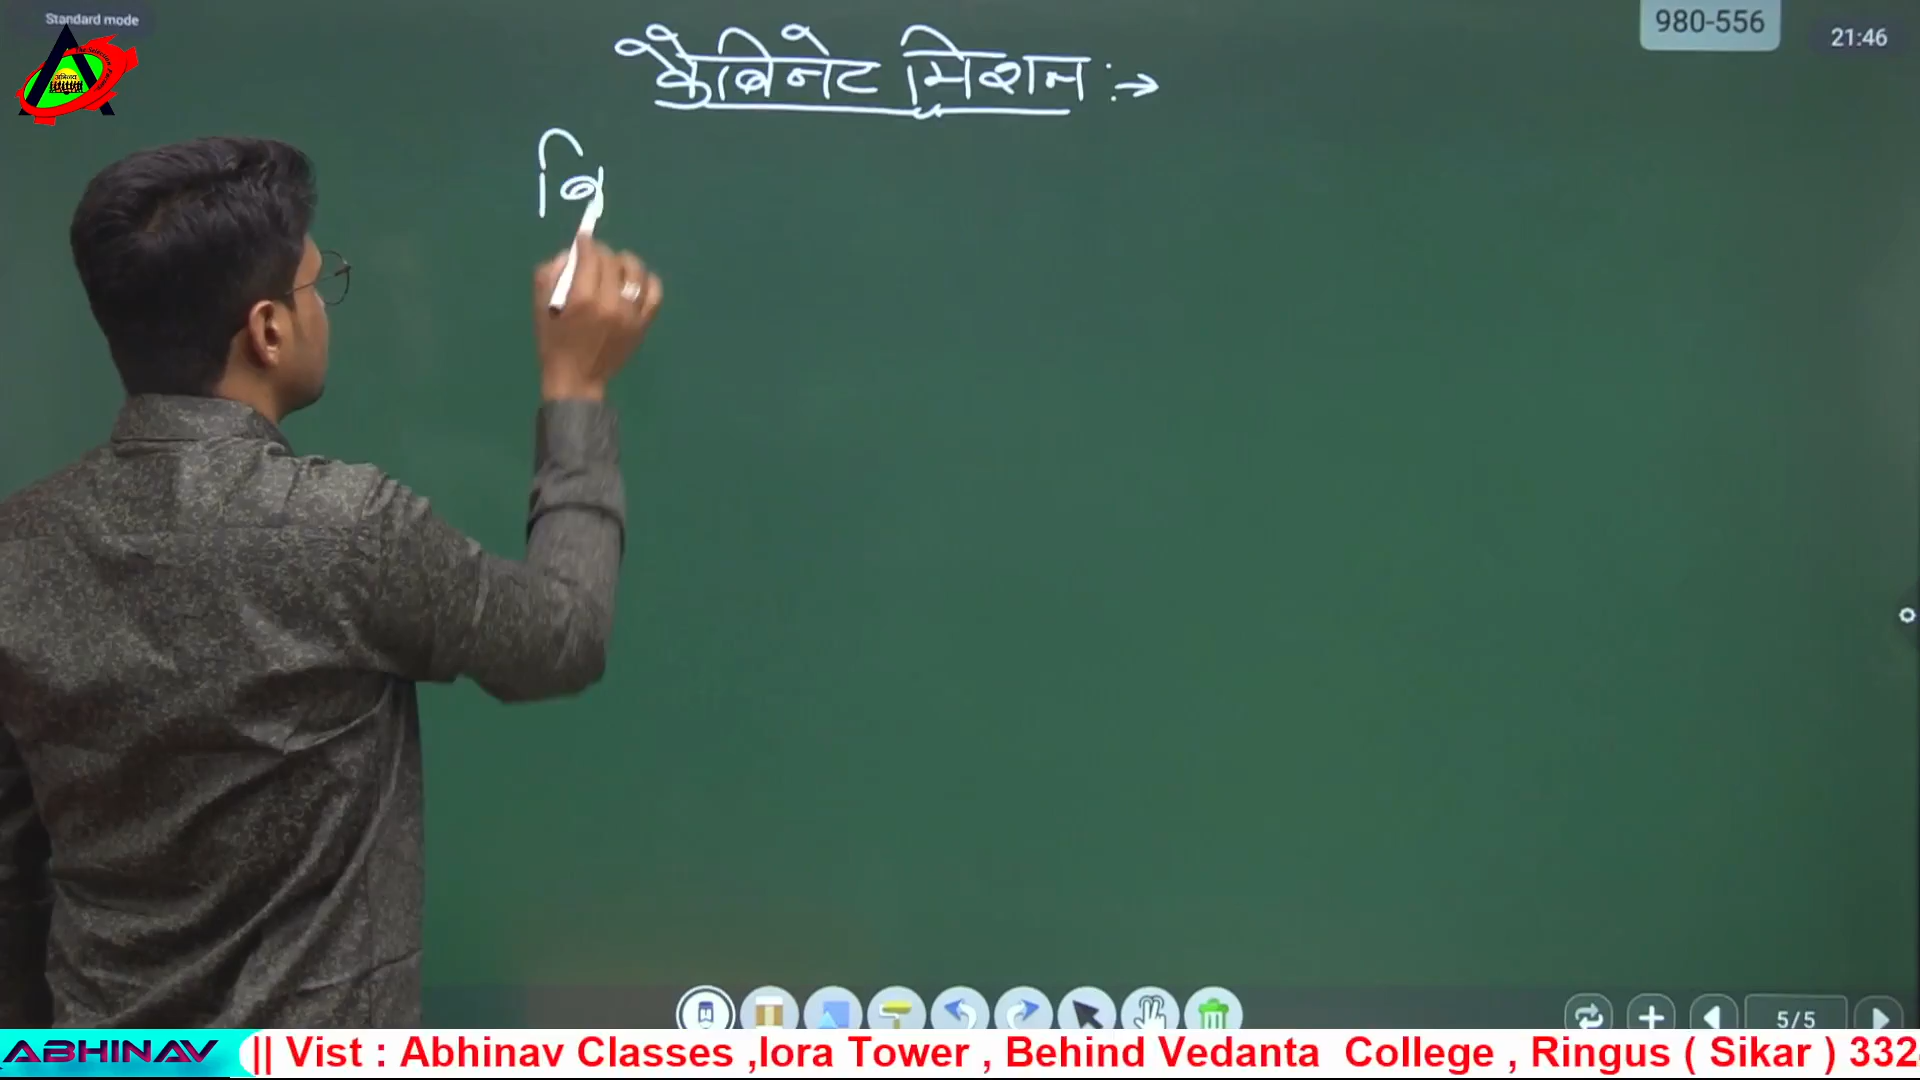 Standard mode
980-556
21:46
कैबिनेट मिशन :→
बि
5/5
ABHINAV || Vist : Abhinav Classes ,Iora Tower , Behind Vedanta College , Ringus ( Sikar ) 332